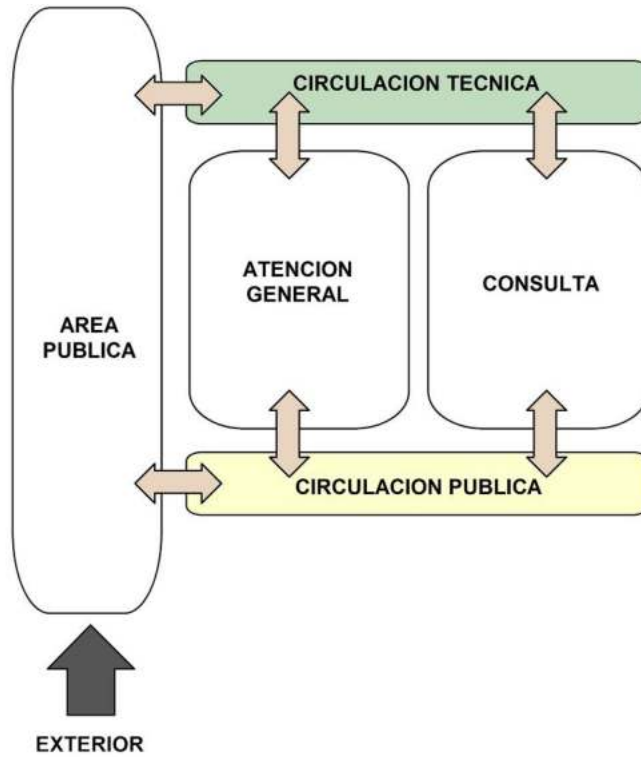 CIRCULACION TECNICA
ATENCION
GENERAL
CONSULTA
AREA
PUBLICA
CIRCULACION PUBLICA
EXTERIOR